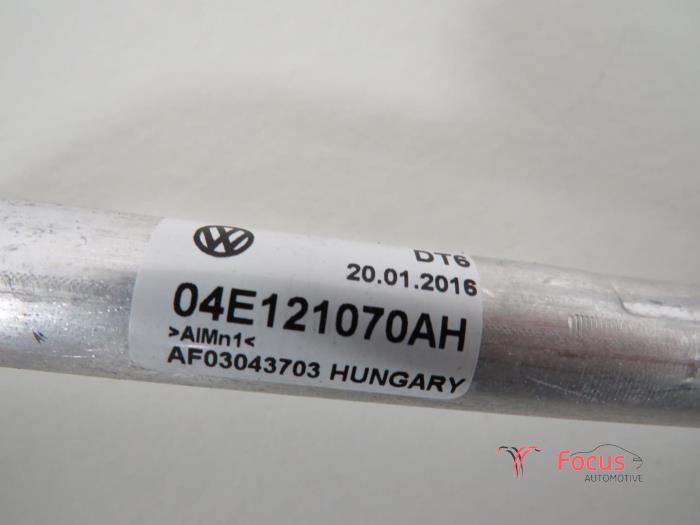 DT6
20.01.2016
04E121070AH
>AlMn1<
AF03043703 HUNGARY
Focus
AUTOMOTIVE